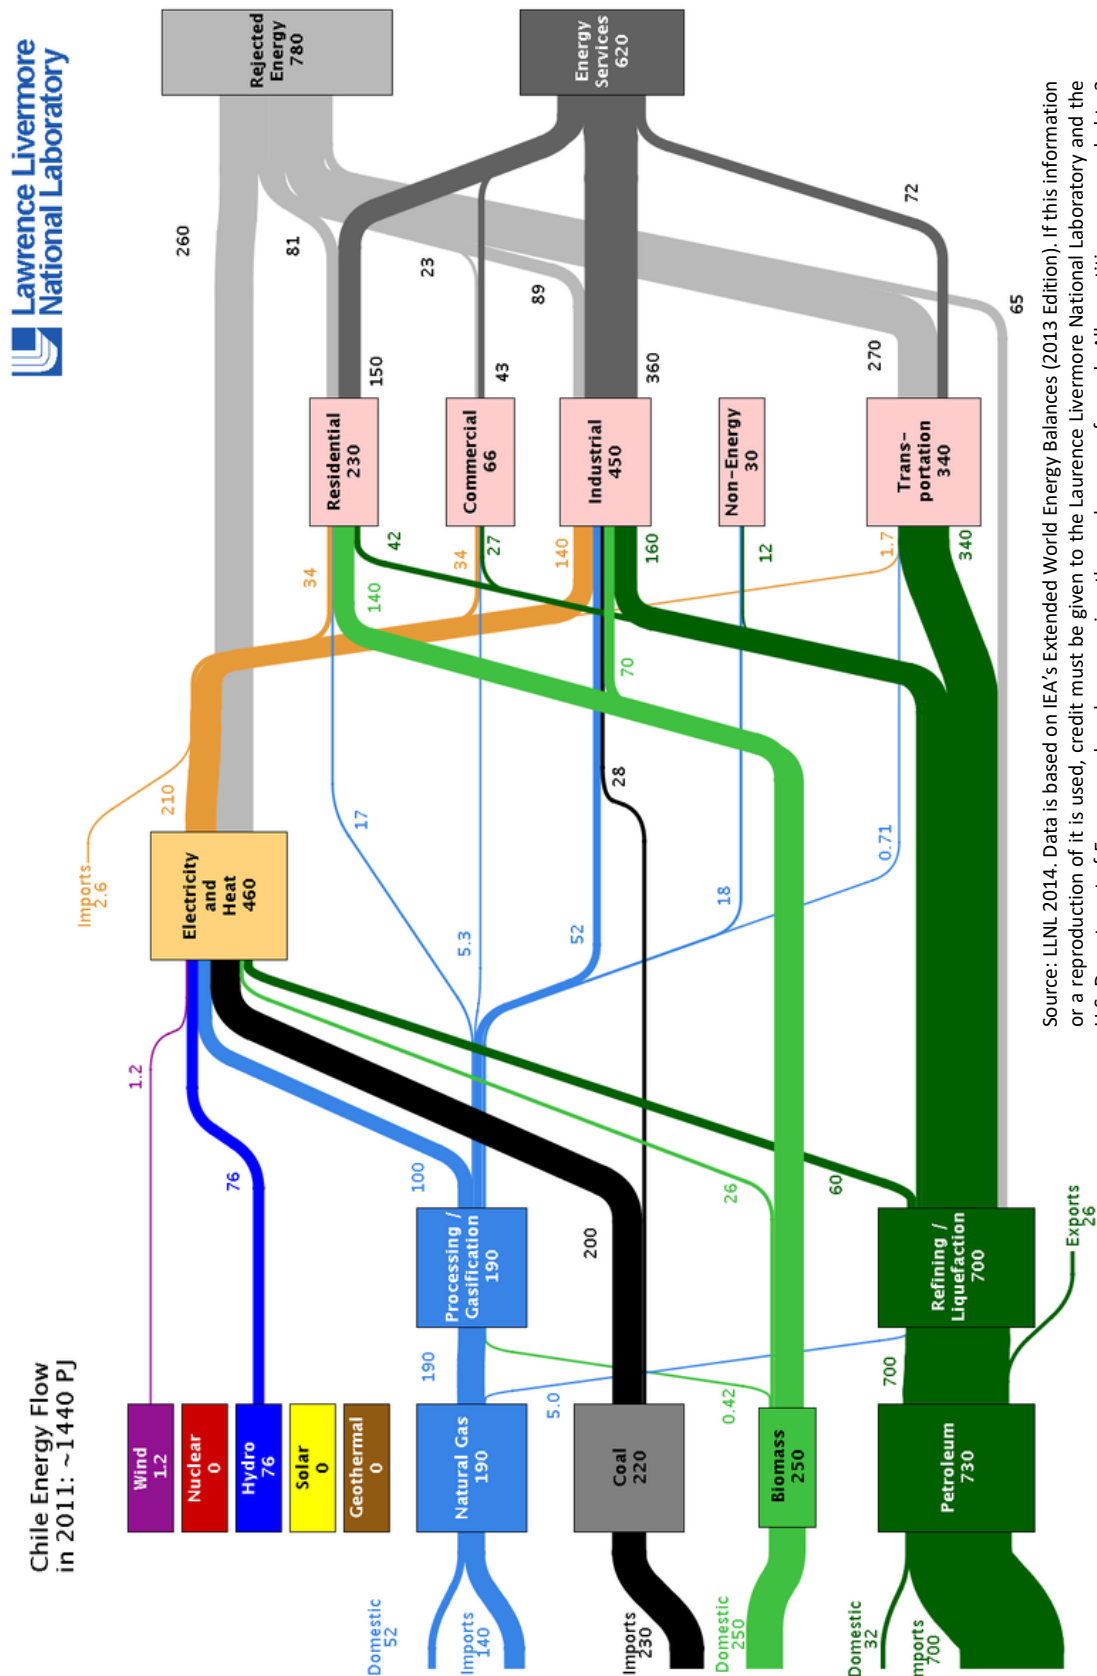 Chile Energy Flow
in 2011: ~1440 PJ
Lawrence Livermore
National Laboratory
Wind
1.2
Nuclear
0
Hydro
76
Solar
0
Geothermal
0
Domestic
52
Imports
140
Natural Gas
190
Imports
230
Coal
220
Domestic
250
Biomass
250
Domestic
32
Imports
700
Petroleum
730
190
5.0
0.42
700
Exports
26
Processing /
Gasification
190
Refining /
Liquefaction
700
1.2
76
100
200
26
60
Imports
2.6
Electricity
and
Heat
460
210
17
5.3
52
28
18
0.71
34
140
42
34
27
140
70
160
12
1.7
340
Residential
230
Commercial
66
Industrial
450
Non-Energy
30
Trans-
portation
340
260
81
150
23
43
89
360
270
72
65
Rejected
Energy
780
Energy
Services
620
Source: LLNL 2014. Data is based on IEA's Extended World Energy Balances (2013 Edition). If this information
or a reproduction of it is used, credit must be given to the Laurence Livermore National Laboratory and the